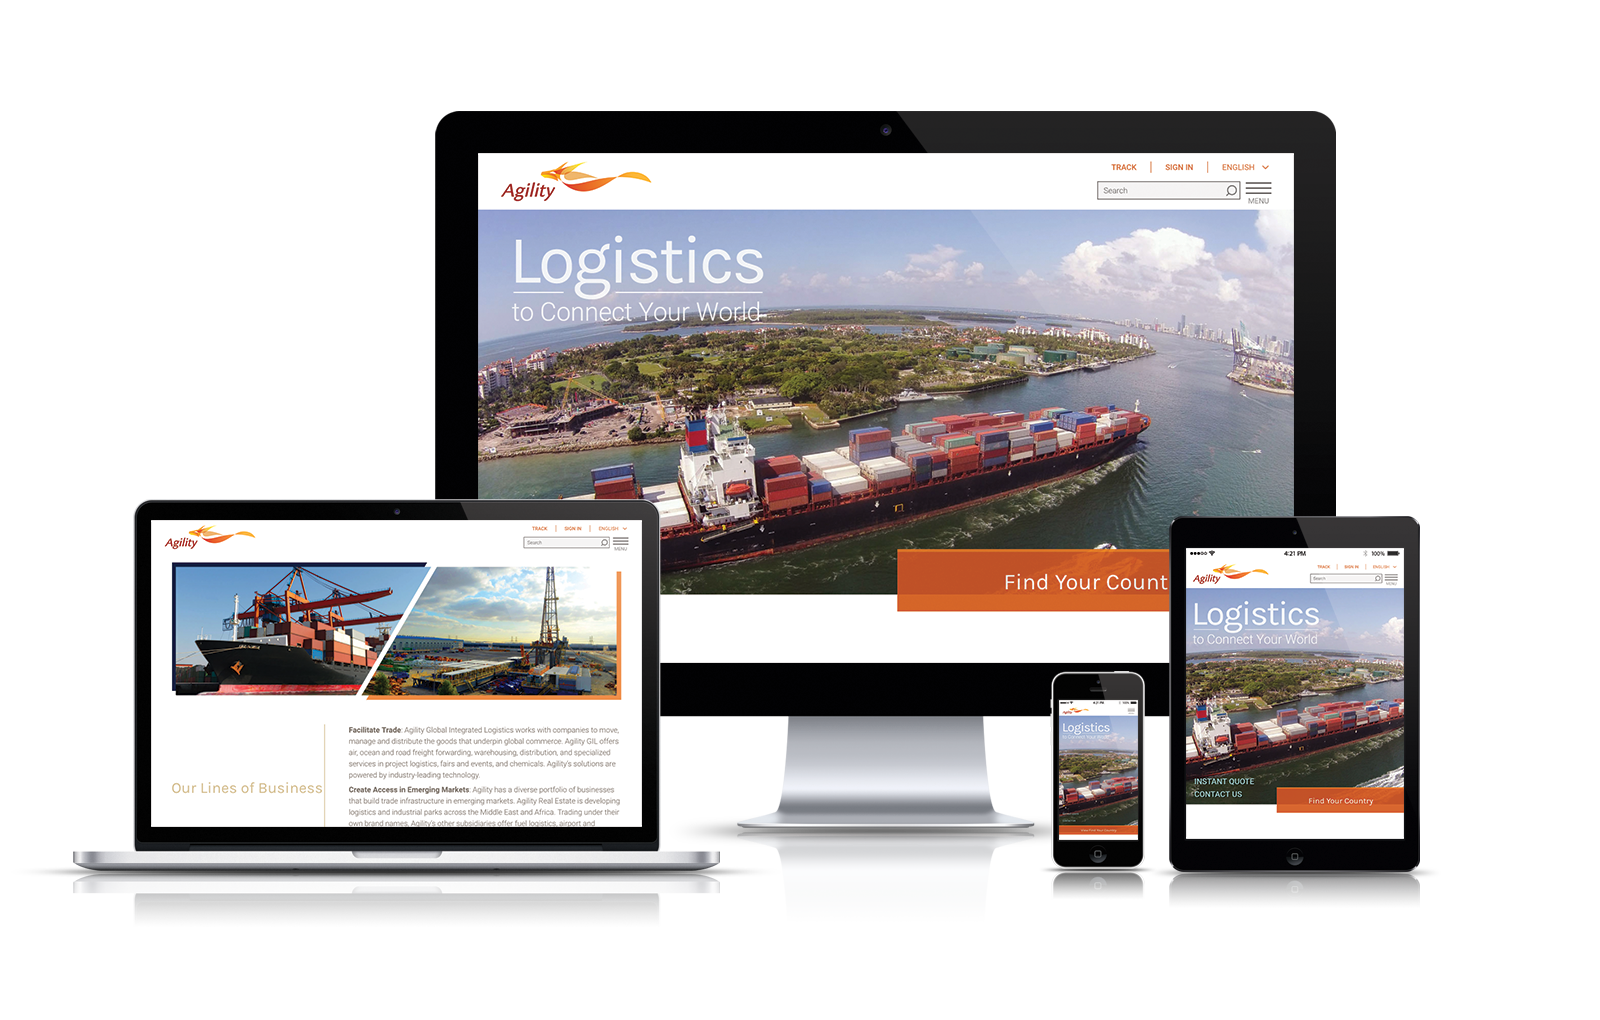 Agility
TRACK
SIGN IN
ENGLISH
Search
MENU
Logistics
to Connect Your World
Find Your Count
Agility
TRACK
SIGN IN
ENGLISH
Search
MENU
Facilitate Trade: Agility Global Integrated Logistics works with companies to move,
manage and distribute the goods that underpin global commerce. Agility GIL offers
air, ocean and road freight forwarding, warehousing, distribution, and specialized
services in project logistics, fairs and events, and chemicals. Agility's solutions are
powered by industry-leading technology.
Our Lines of Business
Create Access in Emerging Markets: Agility has a diverse portfolio of businesses
that build trade infrastructure in emerging markets. Agility Real Estate is developing
logistics and industrial parks across the Middle East and Africa. Trading under their
own brand names, Agility's other subsidiaries offer fuel logistics, airport and
4:21 PM
Logistics
to Connect Your World
4:21 PM
100%
Agility
TRACK
SIGN IN
ENGLISH
Search
MENU
Logistics
to Connect Your World
INSTANT QUOTE
CONTACT US
Find Your Country